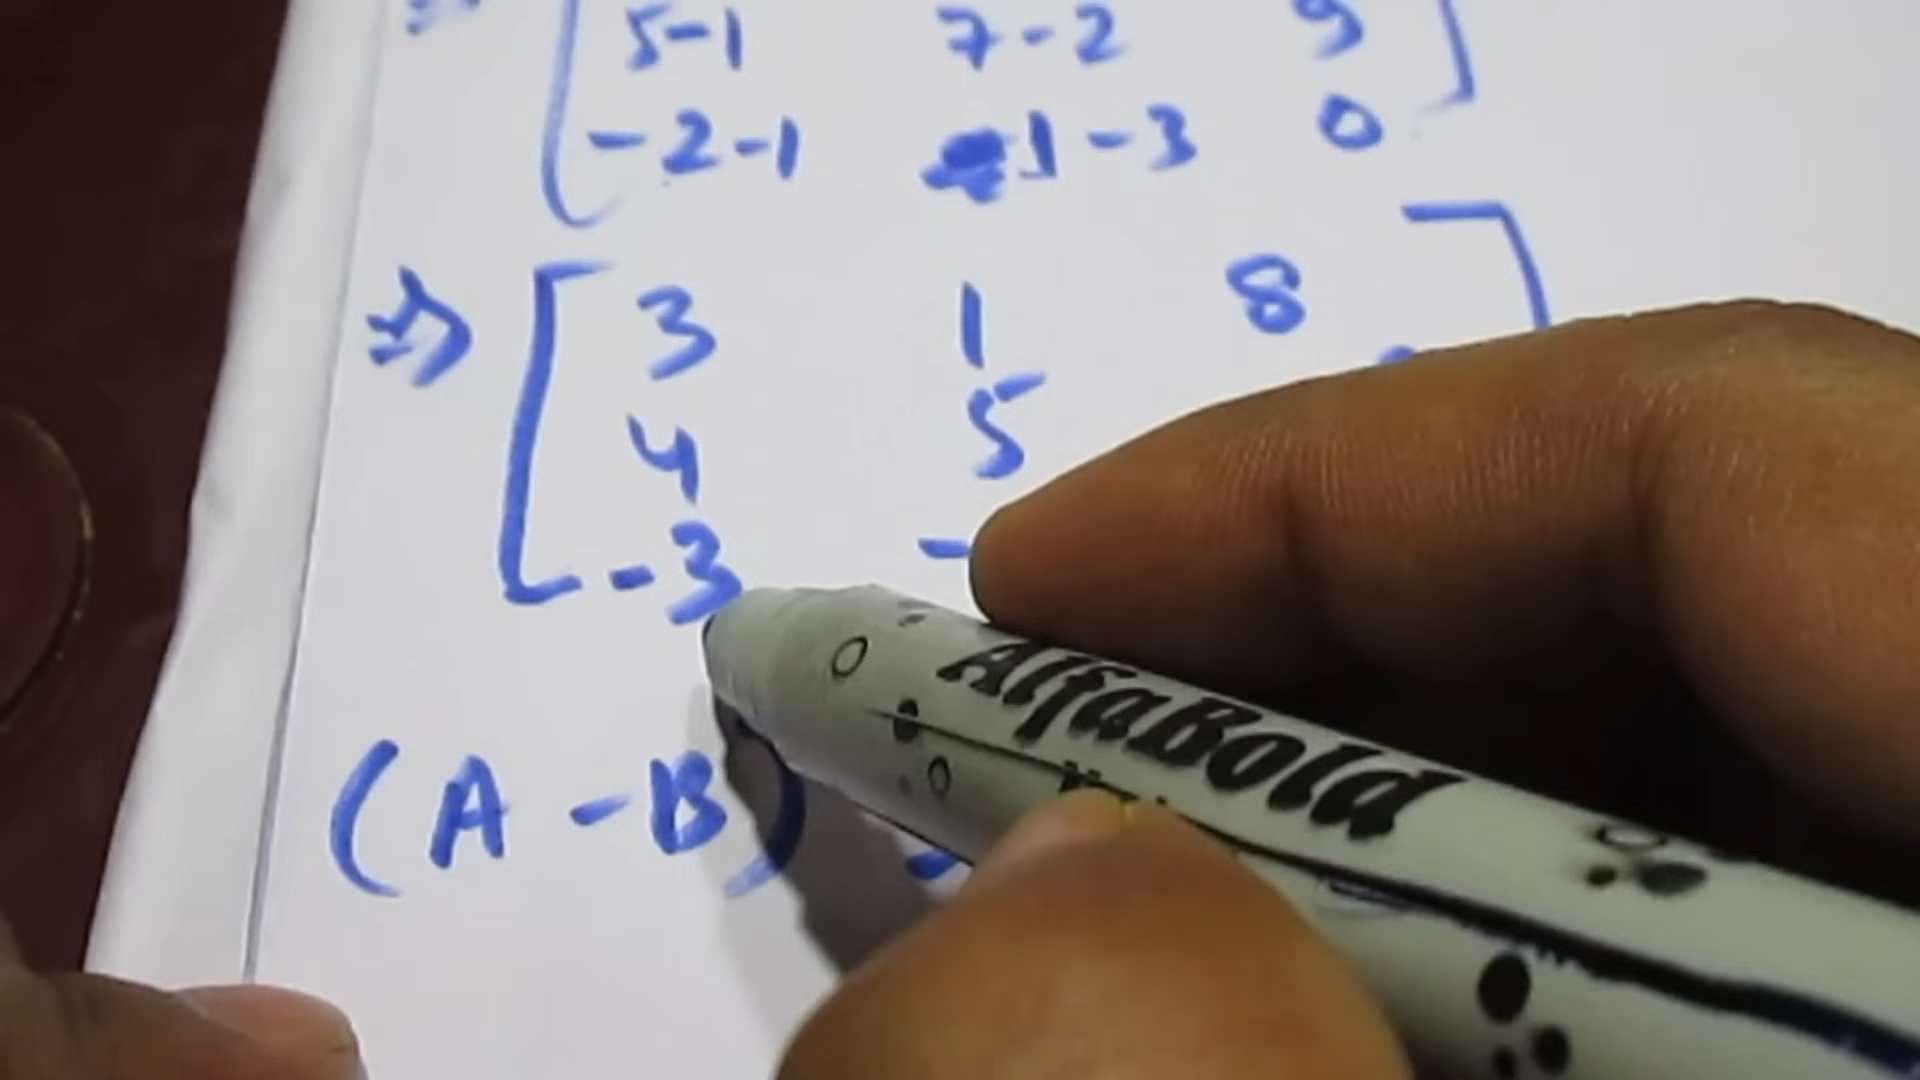 5-1 7-2 9
-2-1 1-3 0
⇒ [ 3 1 8 ]
4 5
-3 -
(A - B)
AlfaBold